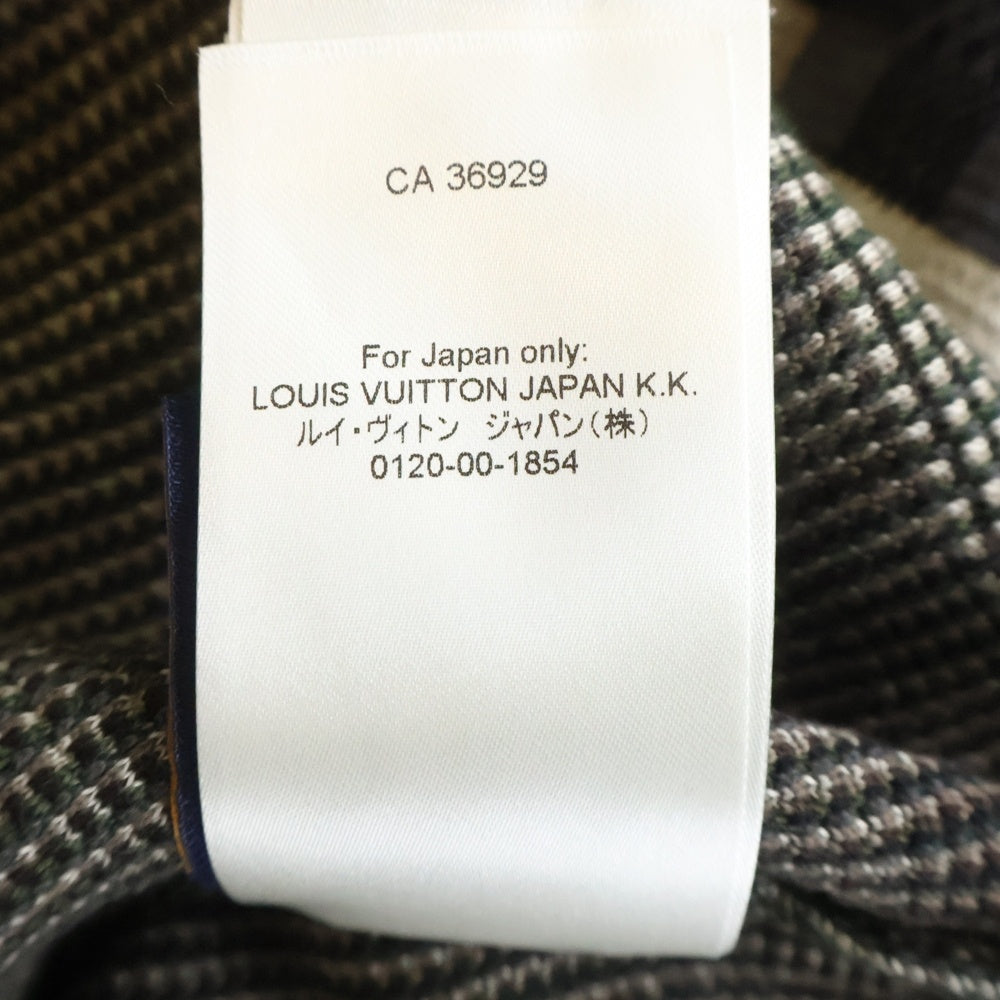 CA 36929
For Japan only:
LOUIS VUITTON JAPAN K.K.
ルイ・ヴィトン ジャパン(株)
0120-00-1854